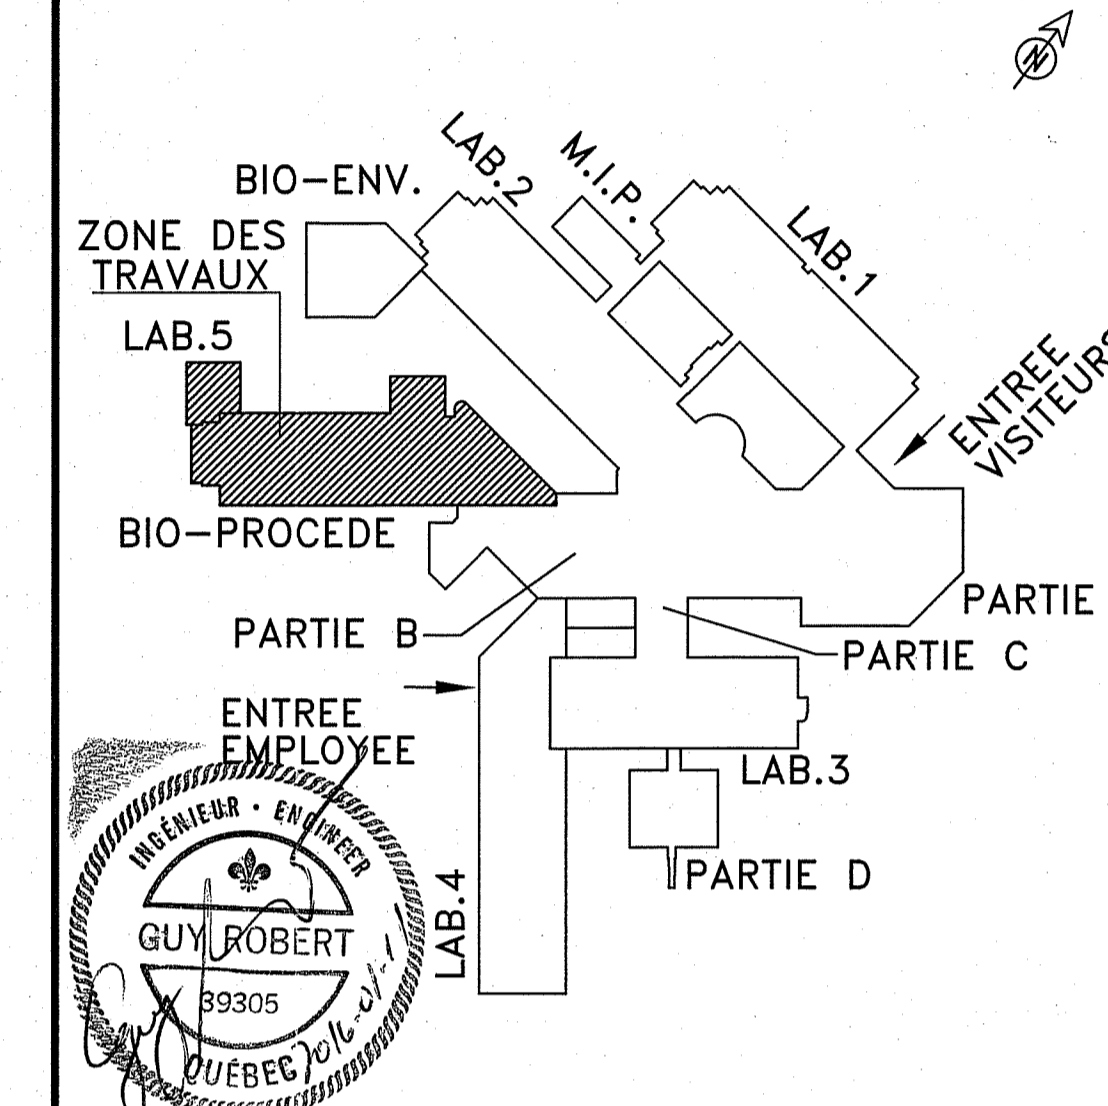 N
LAB.2
M.I.P.
BIO-ENV.
LAB.1
ZONE DES
TRAVAUX
LAB.5
ENTREE
VISITEURS
BIO-PROCEDE
PARTIE
PARTIE B
PARTIE C
ENTREE
EMPLOYEE
LAB.3
PARTIE D
LAB.4
INGÉNIEUR · ENGINEER
GUY ROBERT
39305
QUÉBEC